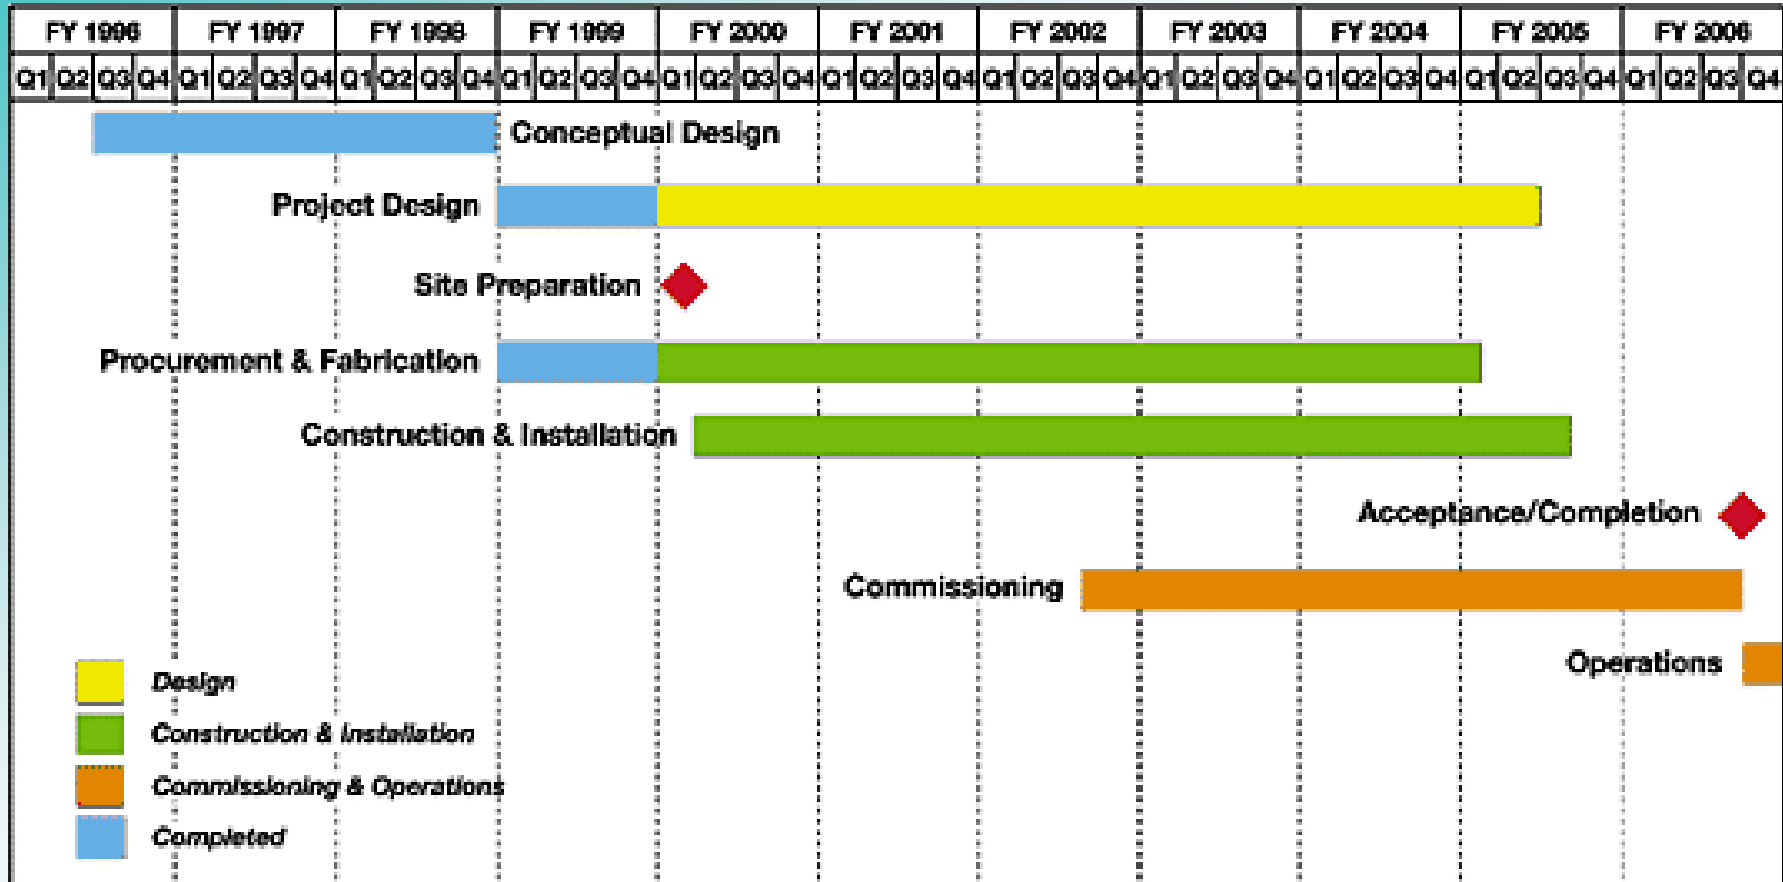 FY 1996 FY 1997 FY 1998 FY 1999 FY 2000 FY 2001 FY 2002 FY 2003 FY 2004 FY 2005 FY 2006
Q1 Q2 Q3 Q4 Q1 Q2 Q3 Q4 Q1 Q2 Q3 Q4 Q1 Q2 Q3 Q4 Q1 Q2 Q3 Q4 Q1 Q2 Q3 Q4 Q1 Q2 Q3 Q4 Q1 Q2 Q3 Q4 Q1 Q2 Q3 Q4 Q1 Q2 Q3 Q4 Q1 Q2 Q3 Q4
Conceptual Design
Project Design
Site Preparation
Procurement & Fabrication
Construction & Installation
Acceptance/Completion
Commissioning
Operations
Design
Construction & Installation
Commissioning & Operations
Completed